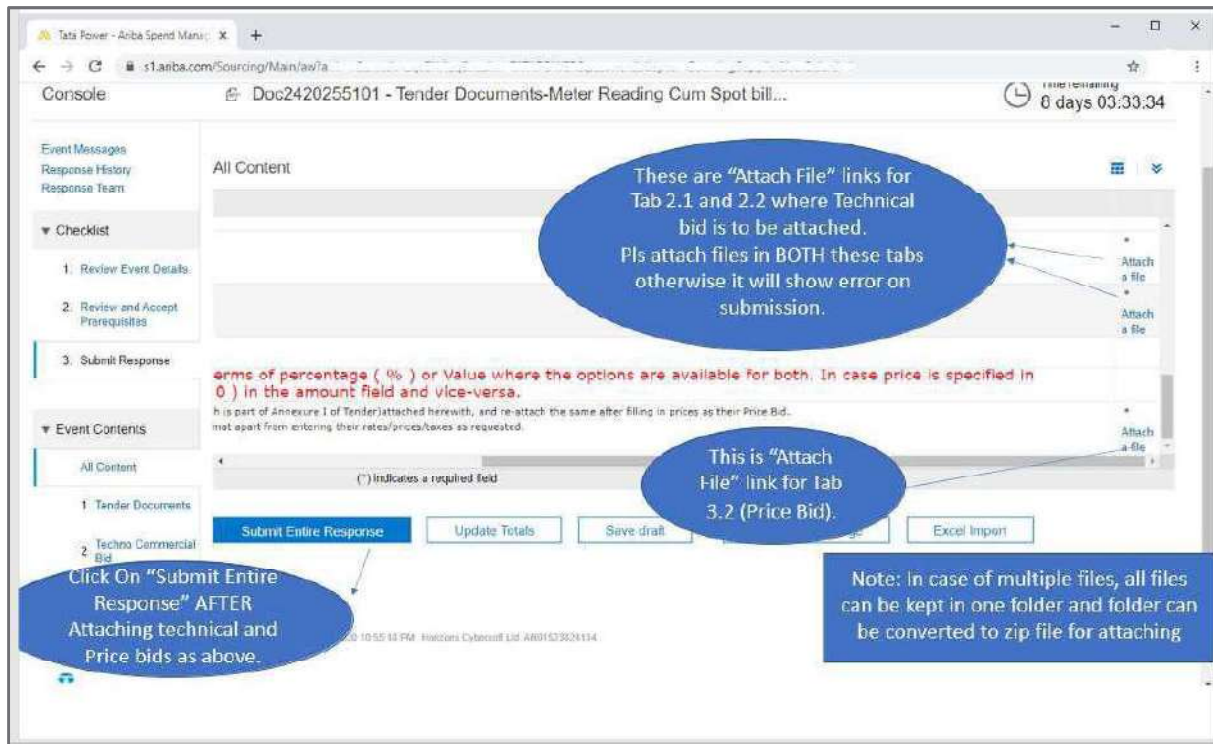 Tata Power - Ariba Spend Mana
s1.ariba.com/Sourcing/Main/aw?a
Console
Doc2420255101 - Tender Documents-Meter Reading Cum Spot bill...
Time remaining
8 days 03:33:34
Event Messages
Response History
Response Team
▼ Checklist
1. Review Event Details
2. Review and Accept
Prerequisites
3. Submit Response
▼ Event Contents
All Content
1 Tender Documents
2 Techno Commercial
Bid
All Content
These are “Attach File” links for
Tab 2.1 and 2.2 where Technical
bid is to be attached.
Pls attach files in BOTH these tabs
otherwise it will show error on
submission.
*
Attach
a file
*
Attach
a file
erms of percentage ( % ) or Value where the options are available for both. In case price is specified in
0 ) in the amount field and vice-versa.
h is part of Annexure I of Tender)attached herewith, and re-attach the same after filling in prices as their Price Bid.
mat apart from entering their rates/prices/taxes as requested.
*
Attach
a file
(*) indicates a required field
This is “Attach
File” link for Tab
3.2 (Price Bid).
Submit Entire Response
Update Totals
Save draft
Excel Import
Click On “Submit Entire
Response” AFTER
Attaching technical and
Price bids as above.
Note: In case of multiple files, all files
can be kept in one folder and folder can
be converted to zip file for attaching